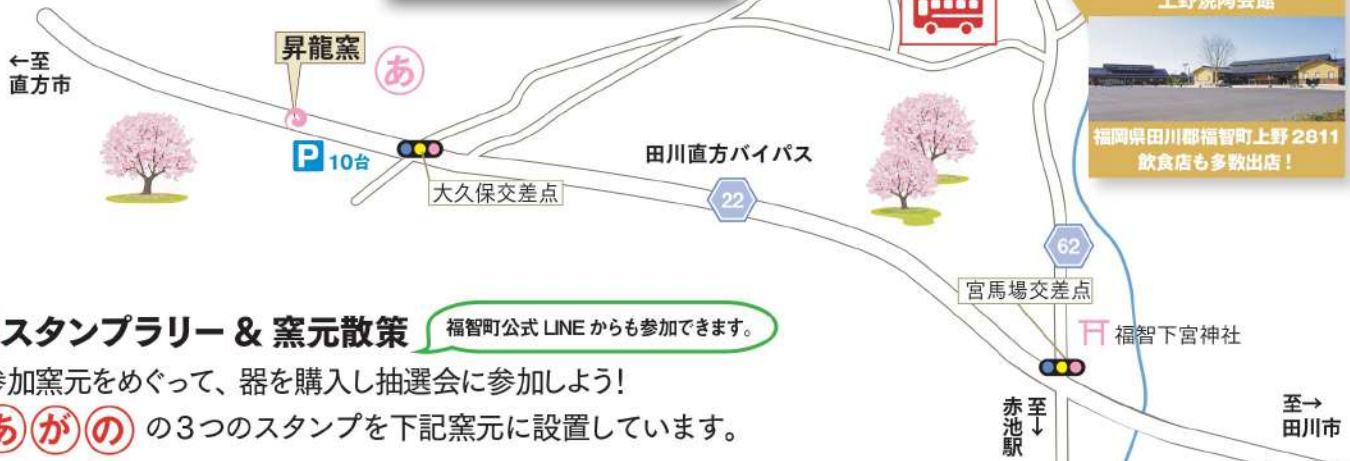 上野焼陶会館
昇龍窯
あ
←至
直方市
福岡県田川郡福智町上野2811
飲食店も多数出店！
P 10台
田川直方バイパス
大久保交差点
22
62
宮馬場交差点
スタンプラリー & 窯元散策
福智町公式 LINE からも参加できます。
福智下宮神社
参加窯元をめぐって、器を購入し抽選会に参加しよう！
あがの の3つのスタンプを下記窯元に設置しています。
至↓
赤池駅
至→
田川市